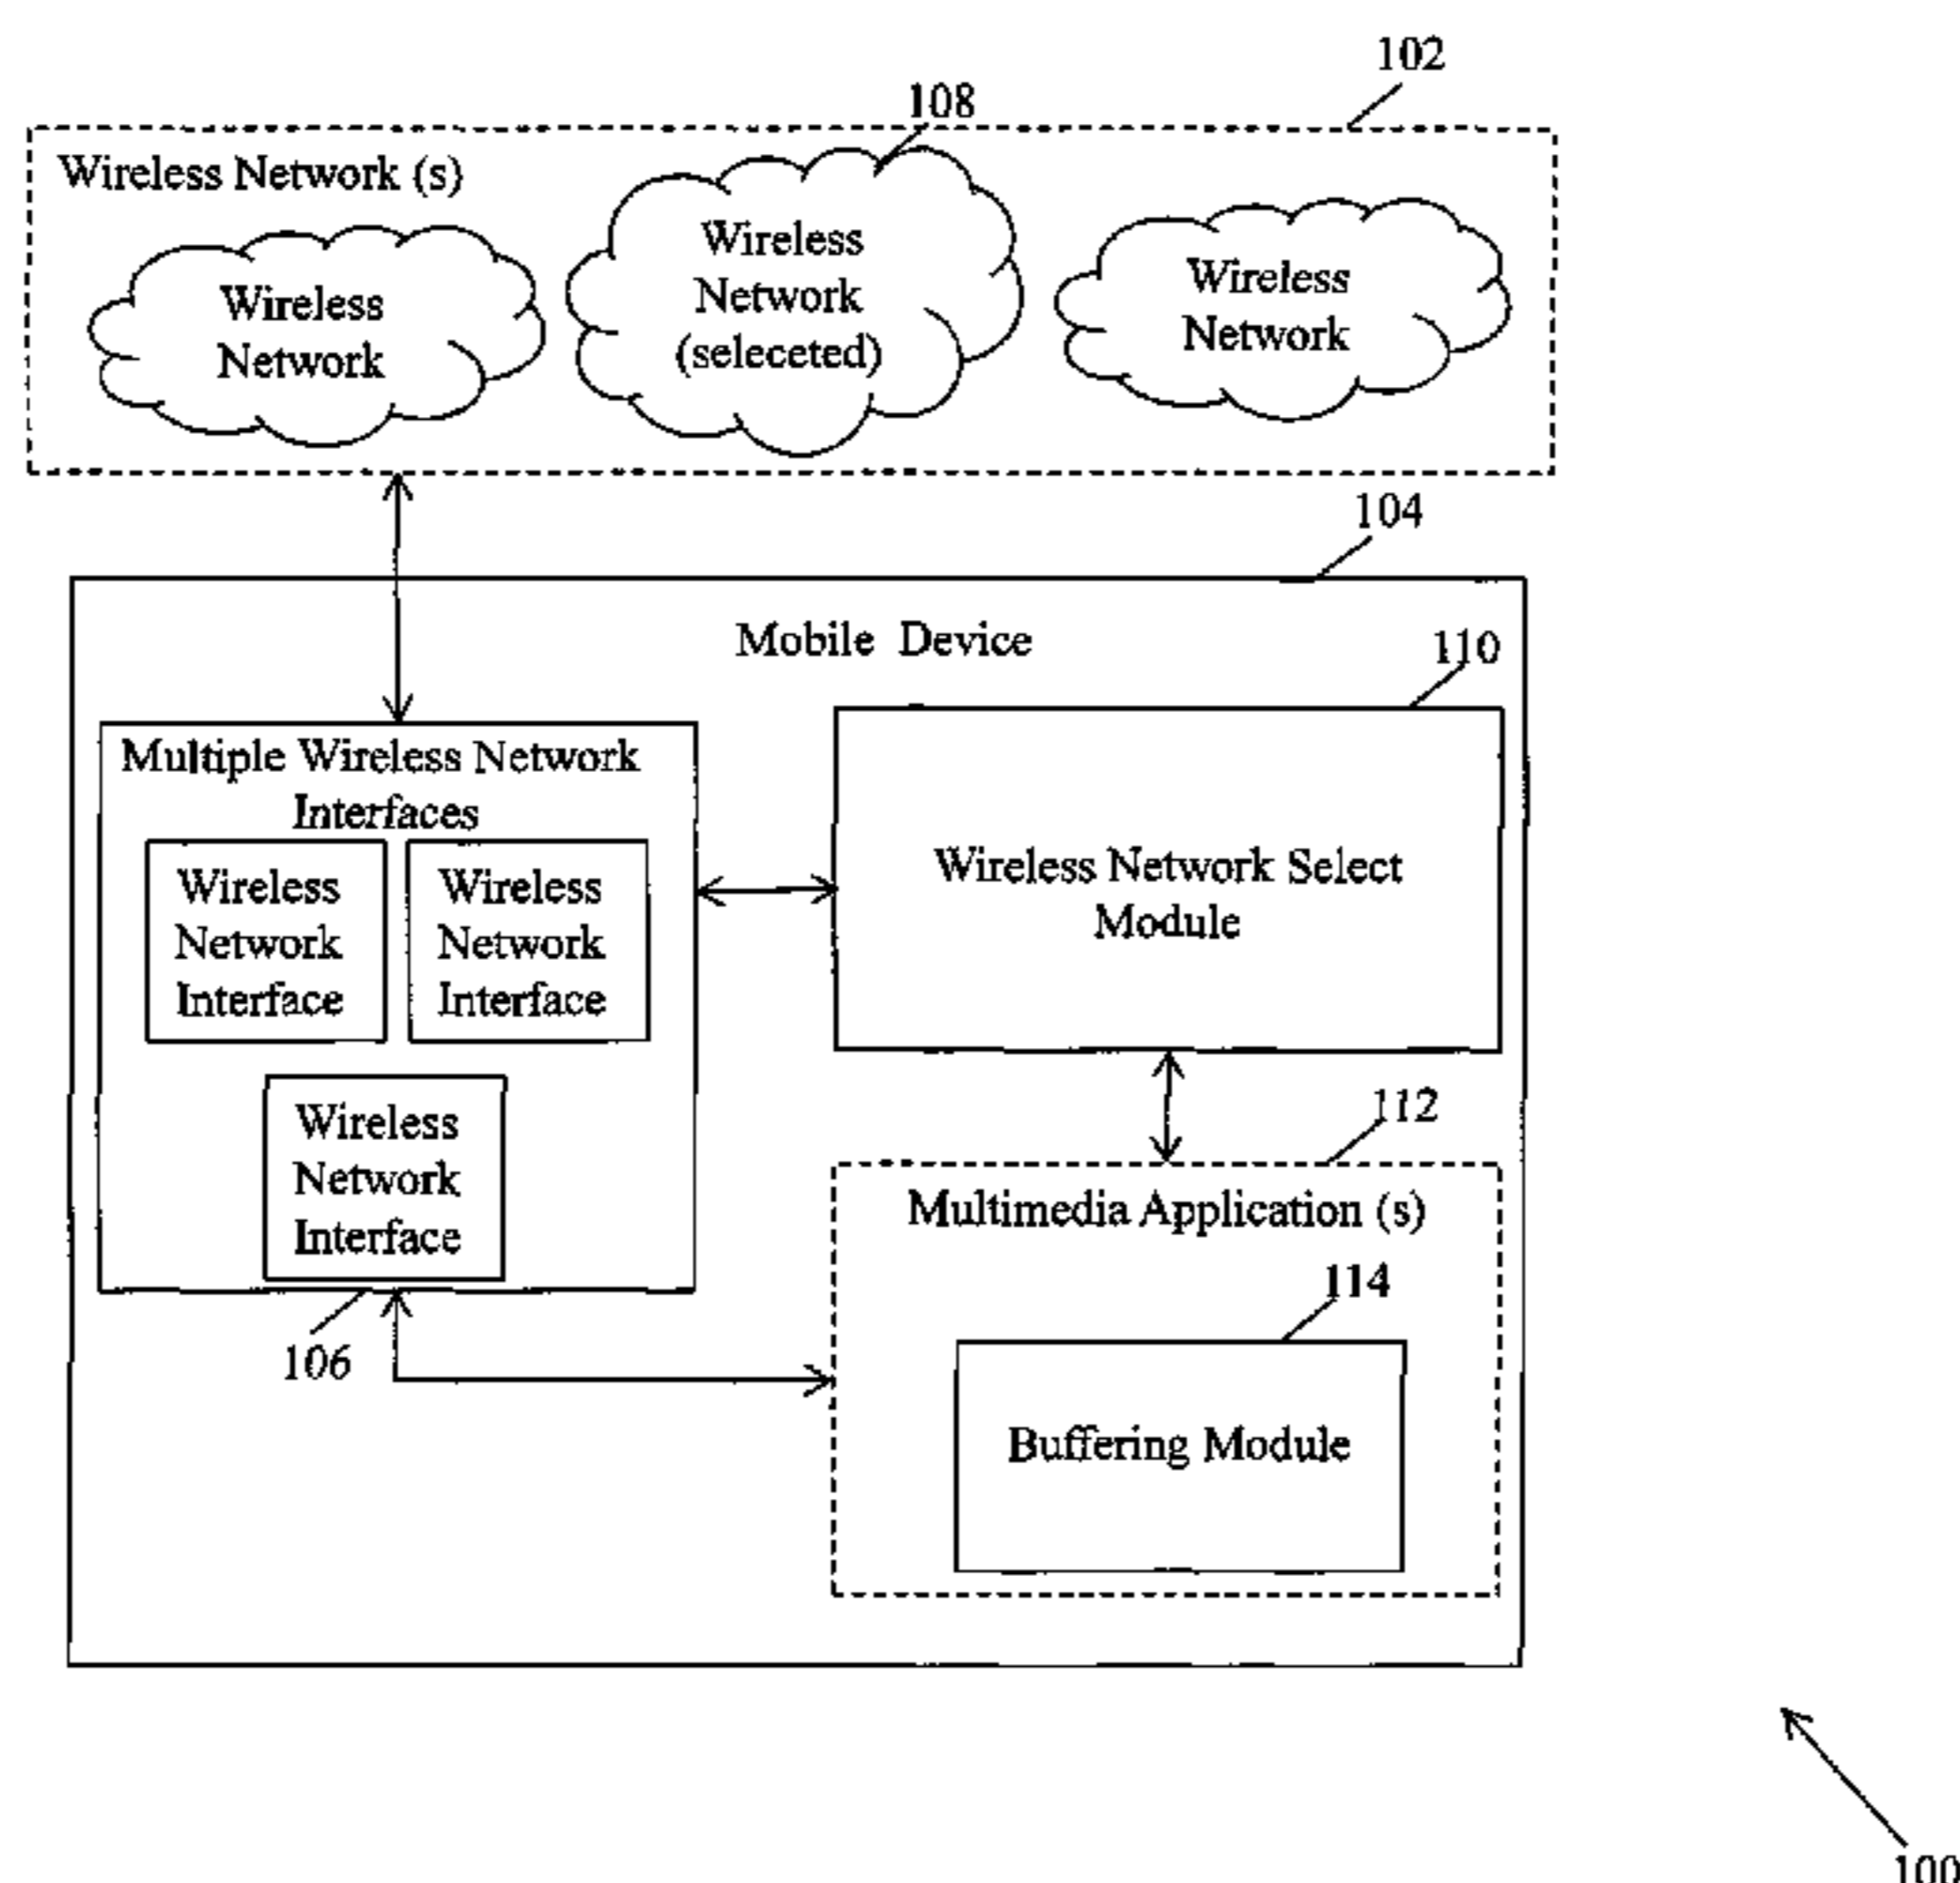 102
108
Wireless Network (s)
Wireless
Network
Wireless
Network
(seleceted)
Wireless
Network
104
Mobile Device
110
Multiple Wireless Network
Interfaces
Wireless
Network
Interface
Wireless
Network
Interface
Wireless
Network
Interface
106
Wireless Network Select
Module
112
Multimedia Application (s)
114
Buffering Module
100